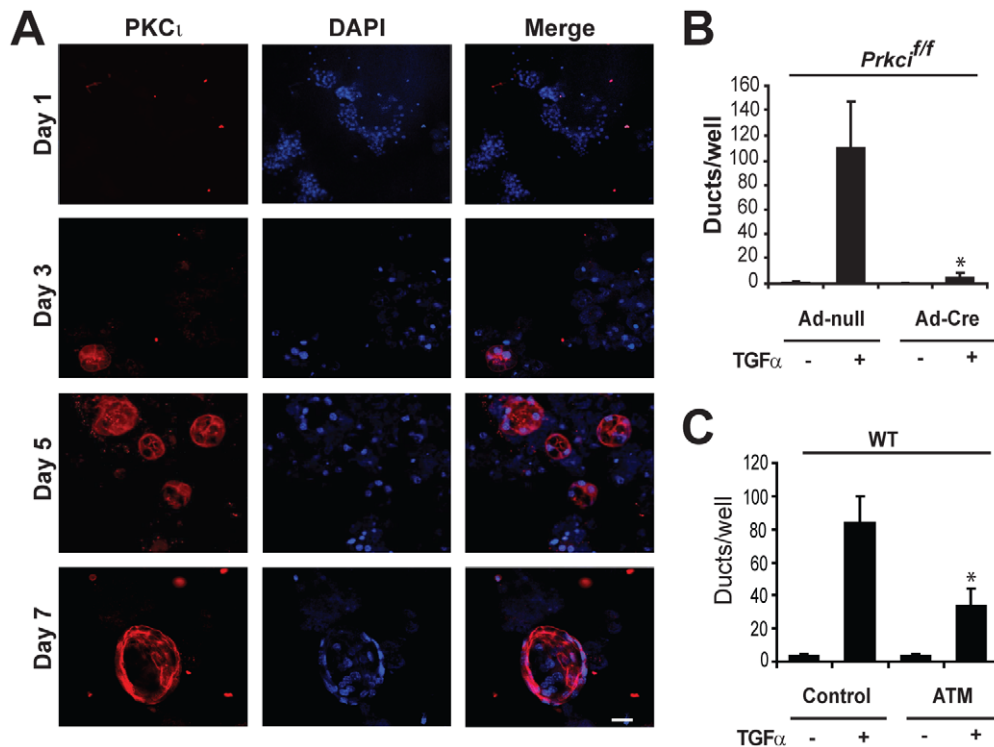 A
PKCι DAPI Merge
Day 1
Day 3
Day 5
Day 7
B
Prkci f/f
Ducts/well
160
140
120
100
80
60
40
20
0
*
Ad-null Ad-Cre
TGFα - + - +
C
WT
Ducts/well
120
100
80
60
40
20
0
*
Control ATM
TGFα - + - +